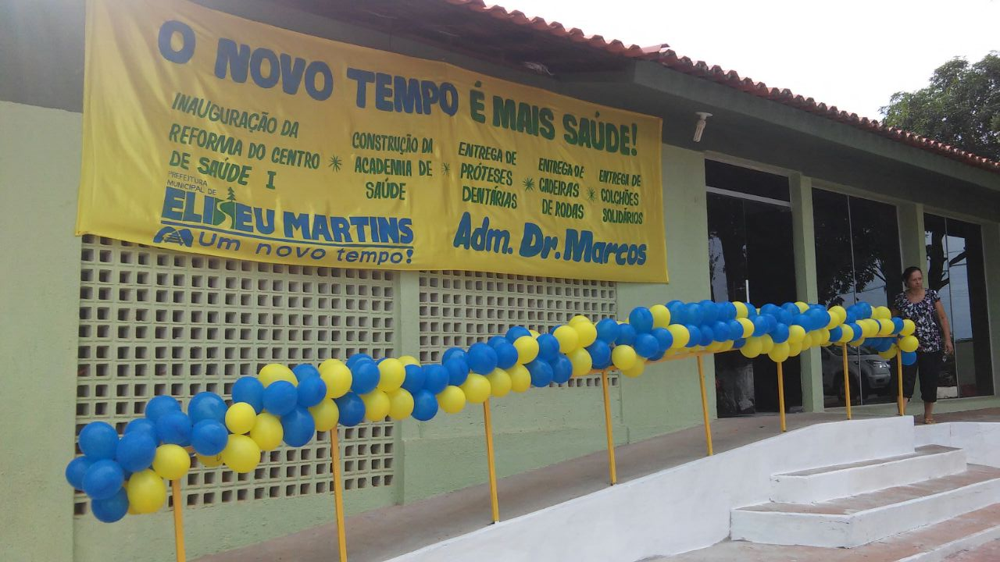 O NOVO TEMPO É MAIS SAÚDE!
INAUGURAÇÃO DA
REFORMA DO CENTRO
DE SAÚDE I
*
CONSTRUÇÃO DA
ACADEMIA DE
SAÚDE
*
ENTREGA DE
PRÓTESES
DENTÁRIAS
*
ENTREGA DE
CADEIRAS
DE RODAS
*
ENTREGA DE
COLCHÕES
SOLIDÁRIOS
PREFEITURA
MUNICIPAL DE
ELISEU MARTINS
Um novo tempo!
Adm. Dr. Marcos